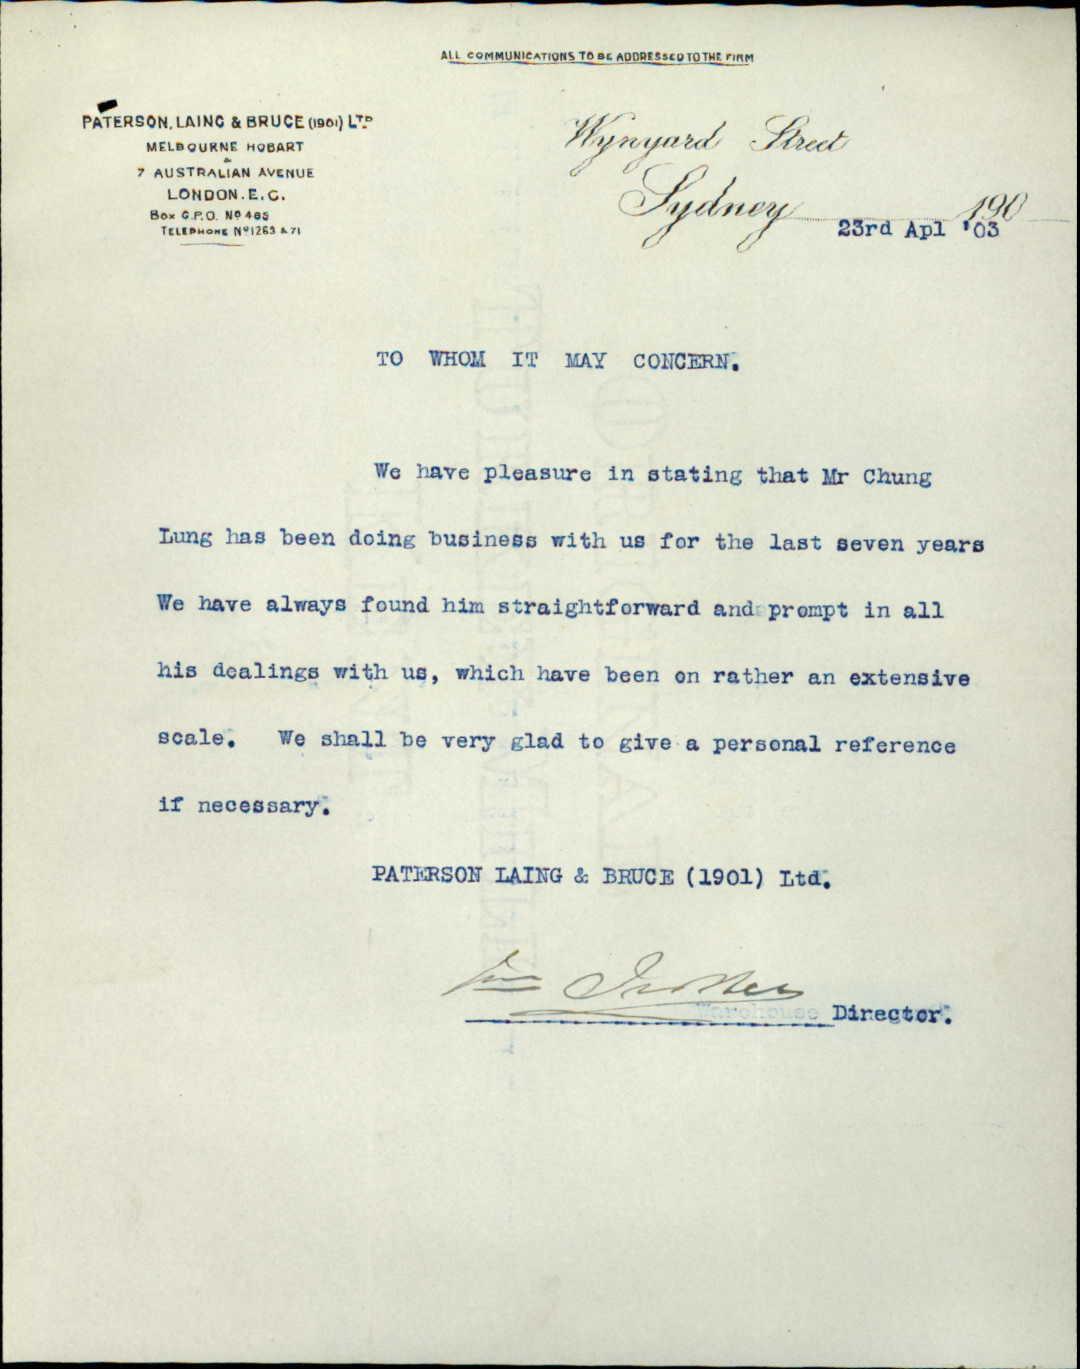 ALL COMMUNICATIONS TO BE ADDRESSED TO THE FIRM
PATERSON, LAING & BRUCE (1901) LTD
MELBOURNE HOBART
&
7 AUSTRALIAN AVENUE
LONDON. E. C.
BOX G.P.O. No 465
TELEPHONE No 1263 & 71
Wynyard Street
Sydney 190
23rd Apl '03
TO WHOM IT MAY CONCERN.
We have pleasure in stating that Mr Chung
Lung has been doing business with us for the last seven years
We have always found him straightforward and prompt in all
his dealings with us, which have been on rather an extensive
scale. We shall be very glad to give a personal reference
if necessary.
PATERSON LAING & BRUCE (1901) Ltd.
Warehouse Director.